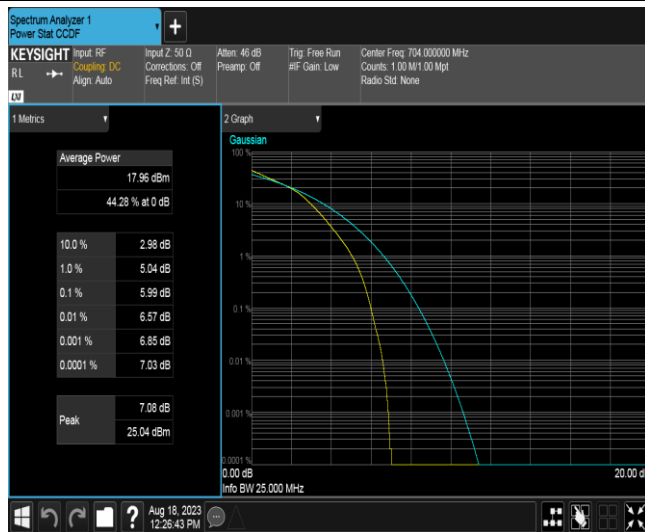 Spectrum Analyzer 1
Power Stat CCDF
KEYSIGHT
RL
Input: RF
Coupling: DC
Align: Auto
Input Z: 50 Ω
Corrections: Off
Freq Ref: Int (S)
Atten: 46 dB
Preamp: Off
Trig: Free Run
#IF Gain: Low
Center Freq: 704.000000 MHz
Counts: 1.00 M/1.00 Mpt
Radio Std: None
LXI
1 Metrics
Average Power
17.96 dBm
44.28 % at 0 dB
10.0 % 2.98 dB
1.0 % 5.04 dB
0.1 % 5.99 dB
0.01 % 6.57 dB
0.001 % 6.85 dB
0.0001 % 7.03 dB
Peak
7.08 dB
25.04 dBm
2 Graph
Gaussian
100 %
10 %
1 %
0.1 %
0.01 %
0.001 %
0.0001 %
0.00 dB
20.00 d
Info BW 25.000 MHz
?
Aug 18, 2023
12:26:43 PM